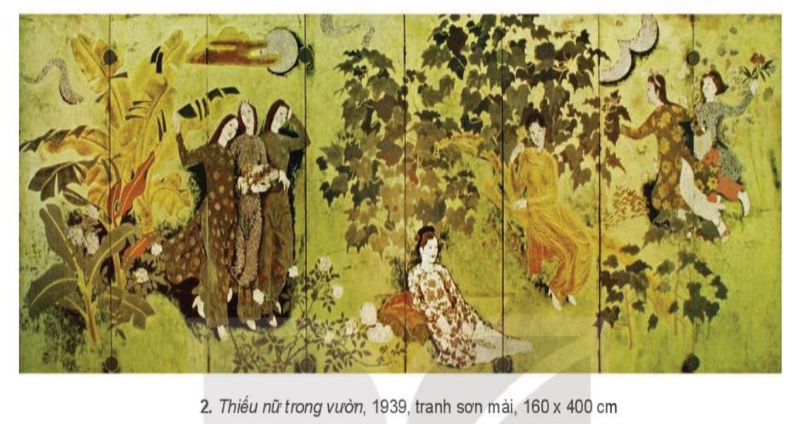 2. Thiếu nữ trong vườn, 1939, tranh sơn mài, 160 x 400 cm